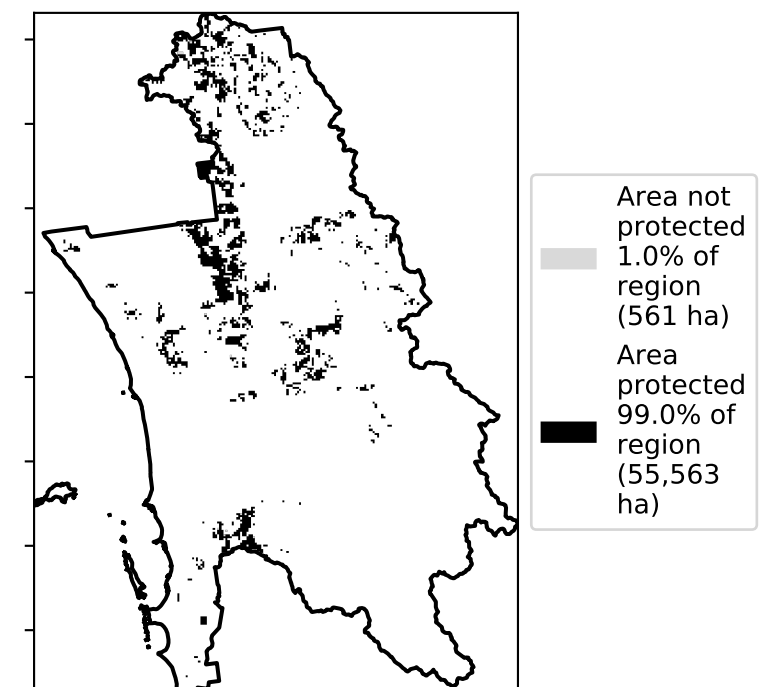 Area not
protected
1.0% of
region
(561 ha)
Area
protected
99.0% of
region
(55,563
ha)